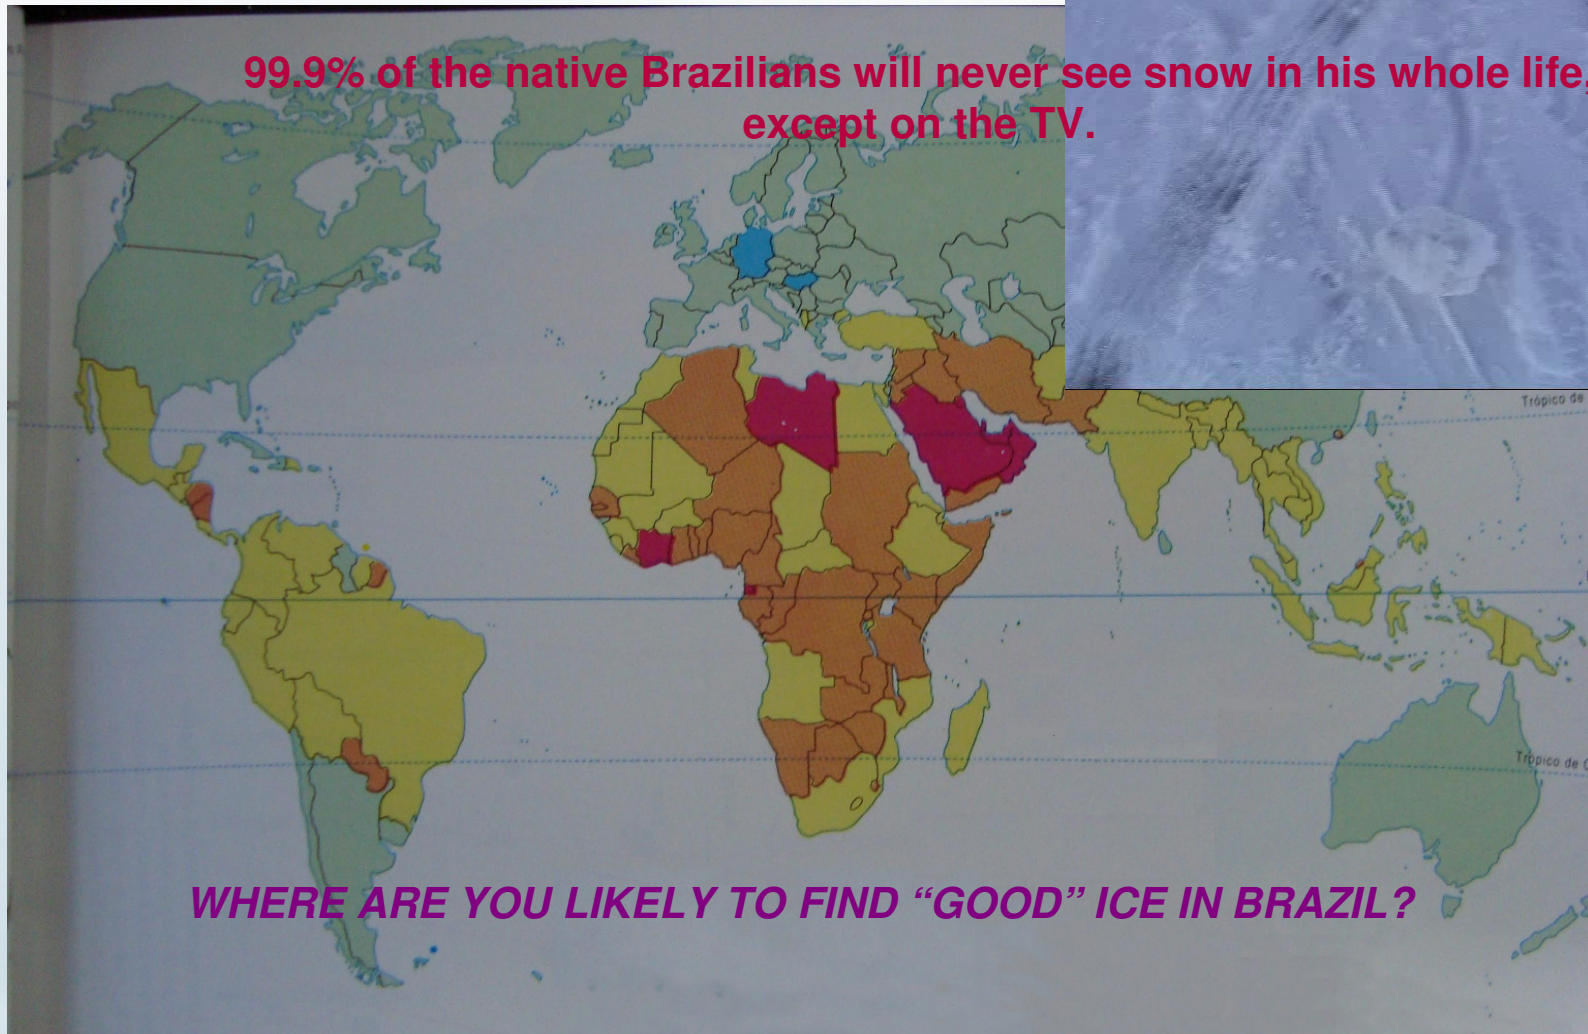 99.9% of the native Brazilians will never see snow in his whole life,
except on the TV.
Trópico de
Trópico de C
WHERE ARE YOU LIKELY TO FIND “GOOD” ICE IN BRAZIL?